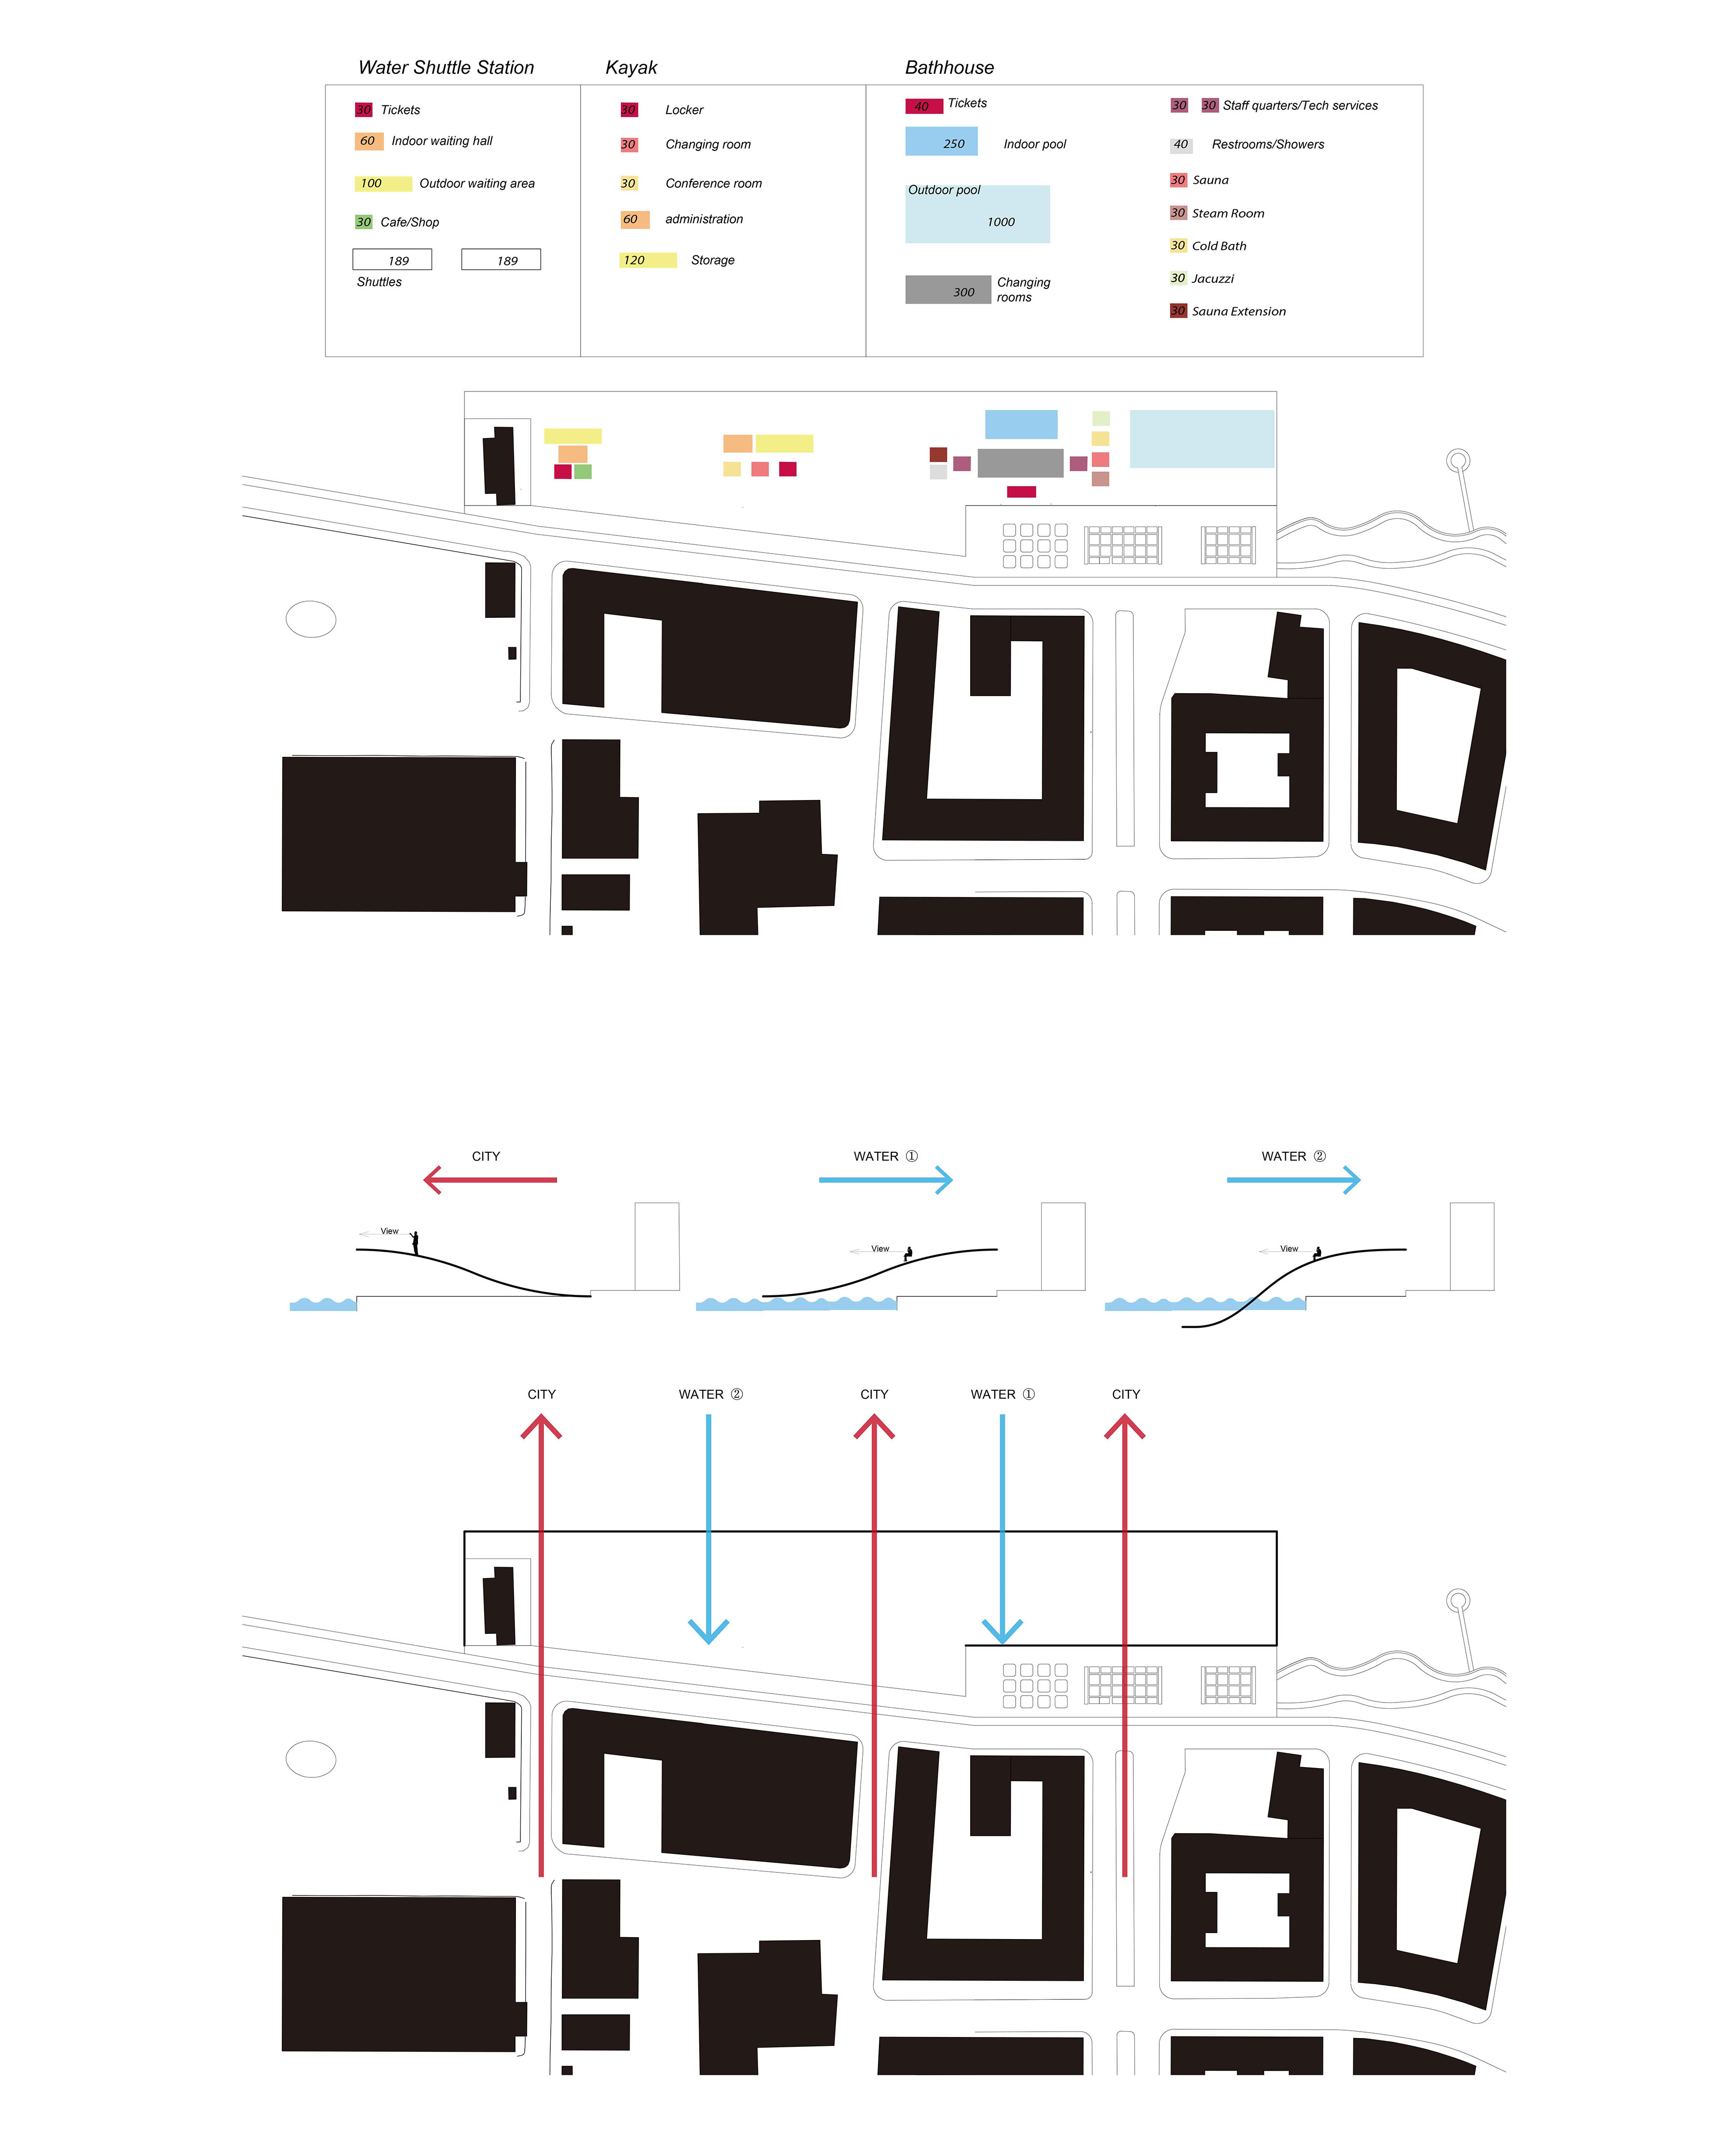 Water Shuttle Station
Kayak
Bathhouse
30 Tickets
60 Indoor waiting hall
100 Outdoor waiting area
30 Cafe/Shop
189 189
Shuttles
30 Locker
30 Changing room
30 Conference room
60 administration
120 Storage
40 Tickets
250 Indoor pool
Outdoor pool
1000
300 Changing
rooms
30 30 Staff quarters/Tech services
40 Restrooms/Showers
30 Sauna
30 Steam Room
30 Cold Bath
30 Jacuzzi
30 Sauna Extension
CITY
WATER ①
WATER ②
View
View
View
CITY
WATER ②
CITY
WATER ①
CITY